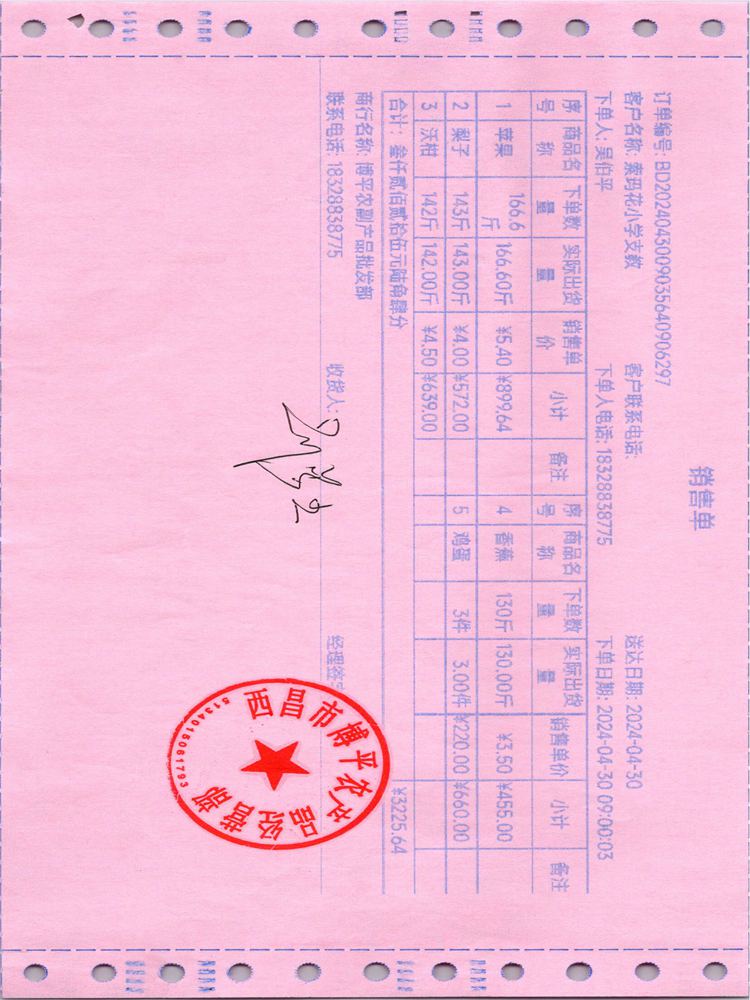 销售单
订单编号: BD20240430090356409062​97
客户名称: 索玛花小学支教 客户联系电话: 送达日期: 2024-04-30
下单人: 吴伯平 下单人电话: 18328838775 下单日期: 2024-04-30 09:00:03
序号 商品名称 下单数量 实际出货量 销售单价 小计 备注 序号 商品名称 下单数量 实际出货量 销售单价 小计 备注
1 苹果 166.6斤 166.60斤 ¥5.40 ¥899.64 4 香蕉 130斤 130.00斤 ¥3.50 ¥455.00
2 梨子 143斤 143.00斤 ¥4.00 ¥572.00 5 鸡蛋 3件 3.00件 ¥220.00 ¥660.00
3 沃柑 142斤 142.00斤 ¥4.50 ¥639.00
合计: 叁仟贰佰贰拾伍元陆角肆分 ¥3225.64
商行名称: 博平农副产品批发部
联系电话: 18328838775 收货人: 经理签
西昌市博平农产品经营部
5134015061793